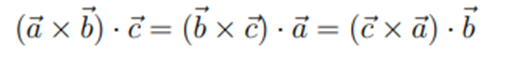 (a⃗ × b⃗) · c⃗ = (b⃗ × c⃗) · a⃗ = (c⃗ × a⃗) · b⃗